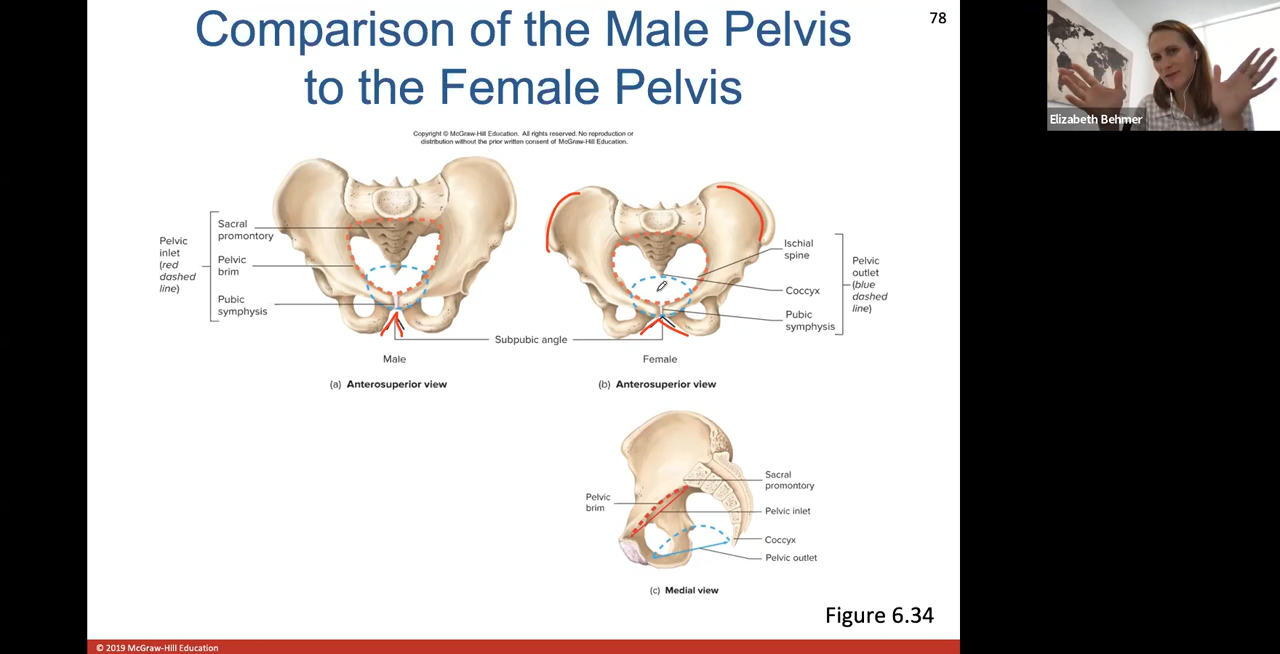 Comparison of the Male Pelvis
to the Female Pelvis
78
Elizabeth Behmer
Copyright © McGraw-Hill Education. All rights reserved. No reproduction or
distribution without the prior written consent of McGraw-Hill Education.
Pelvic
inlet
(red
dashed
line)
Sacral
promontory
Pelvic
brim
Pubic
symphysis
Ischial
spine
Coccyx
Pubic
symphysis
Pelvic
outlet
(blue
dashed
line)
Subpubic angle
Male
Female
(a) Anterosuperior view
(b) Anterosuperior view
Pelvic
brim
Sacral
promontory
Pelvic inlet
Coccyx
Pelvic outlet
(c) Medial view
Figure 6.34
© 2019 McGraw-Hill Education